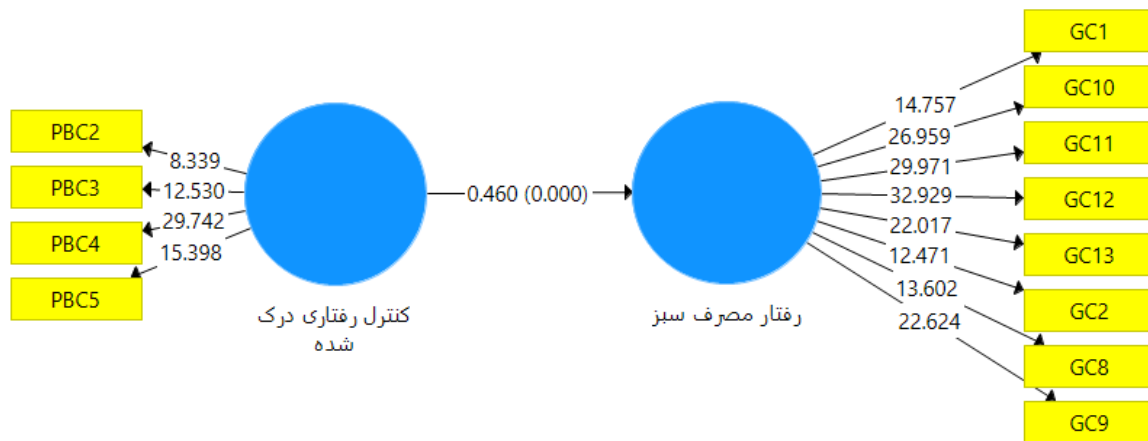 PBC2
PBC3
PBC4
PBC5
8.339
12.530
29.742
15.398
کنترل رفتاری درک
شده
0.460 (0.000)
رفتار مصرف سبز
14.757
26.959
29.971
32.929
22.017
12.471
13.602
22.624
GC1
GC10
GC11
GC12
GC13
GC2
GC8
GC9